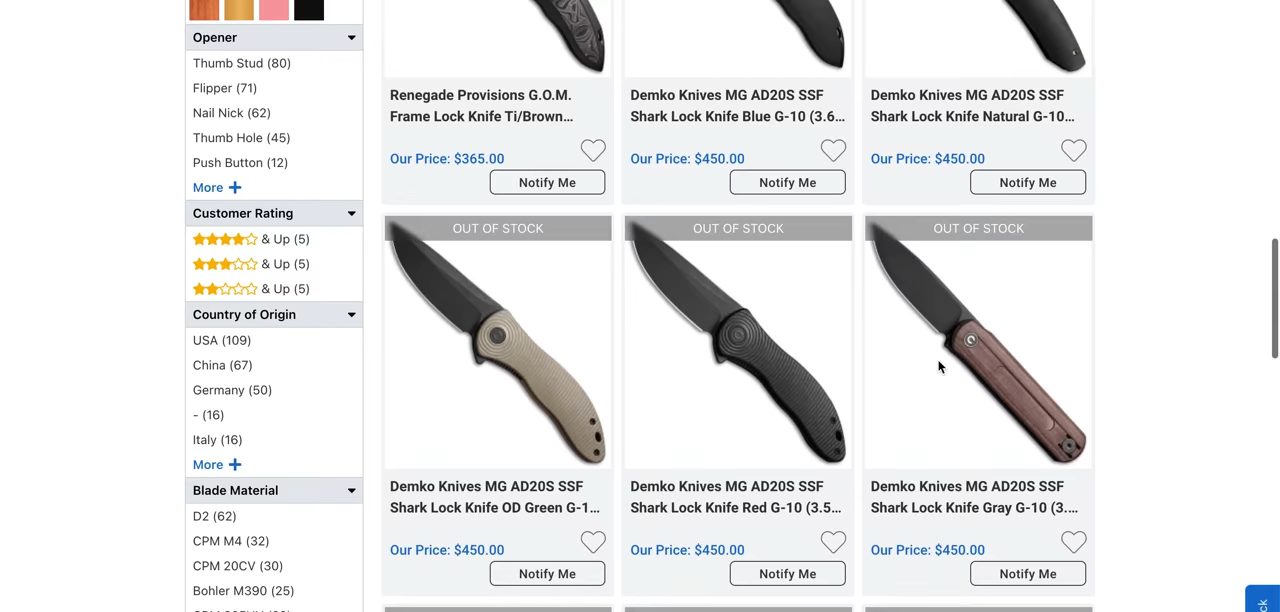 Opener
Thumb Stud (80)
Flipper (71)
Nail Nick (62)
Thumb Hole (45)
Push Button (12)
More
Customer Rating
& Up (5)
& Up (5)
& Up (5)
Country of Origin
USA (109)
China (67)
Germany (50)
- (16)
Italy (16)
More
Blade Material
D2 (62)
CPM M4 (32)
CPM 20CV (30)
Bohler M390 (25)
Renegade Provisions G.O.M.
Frame Lock Knife Ti/Brown...
Our Price: $365.00
Notify Me
Demko Knives MG AD20S SSF
Shark Lock Knife Blue G-10 (3.6...
Our Price: $450.00
Notify Me
Demko Knives MG AD20S SSF
Shark Lock Knife Natural G-10...
Our Price: $450.00
Notify Me
OUT OF STOCK
Demko Knives MG AD20S SSF
Shark Lock Knife OD Green G-1...
Our Price: $450.00
Notify Me
OUT OF STOCK
Demko Knives MG AD20S SSF
Shark Lock Knife Red G-10 (3.5...
Our Price: $450.00
Notify Me
OUT OF STOCK
Demko Knives MG AD20S SSF
Shark Lock Knife Gray G-10 (3....
Our Price: $450.00
Notify Me